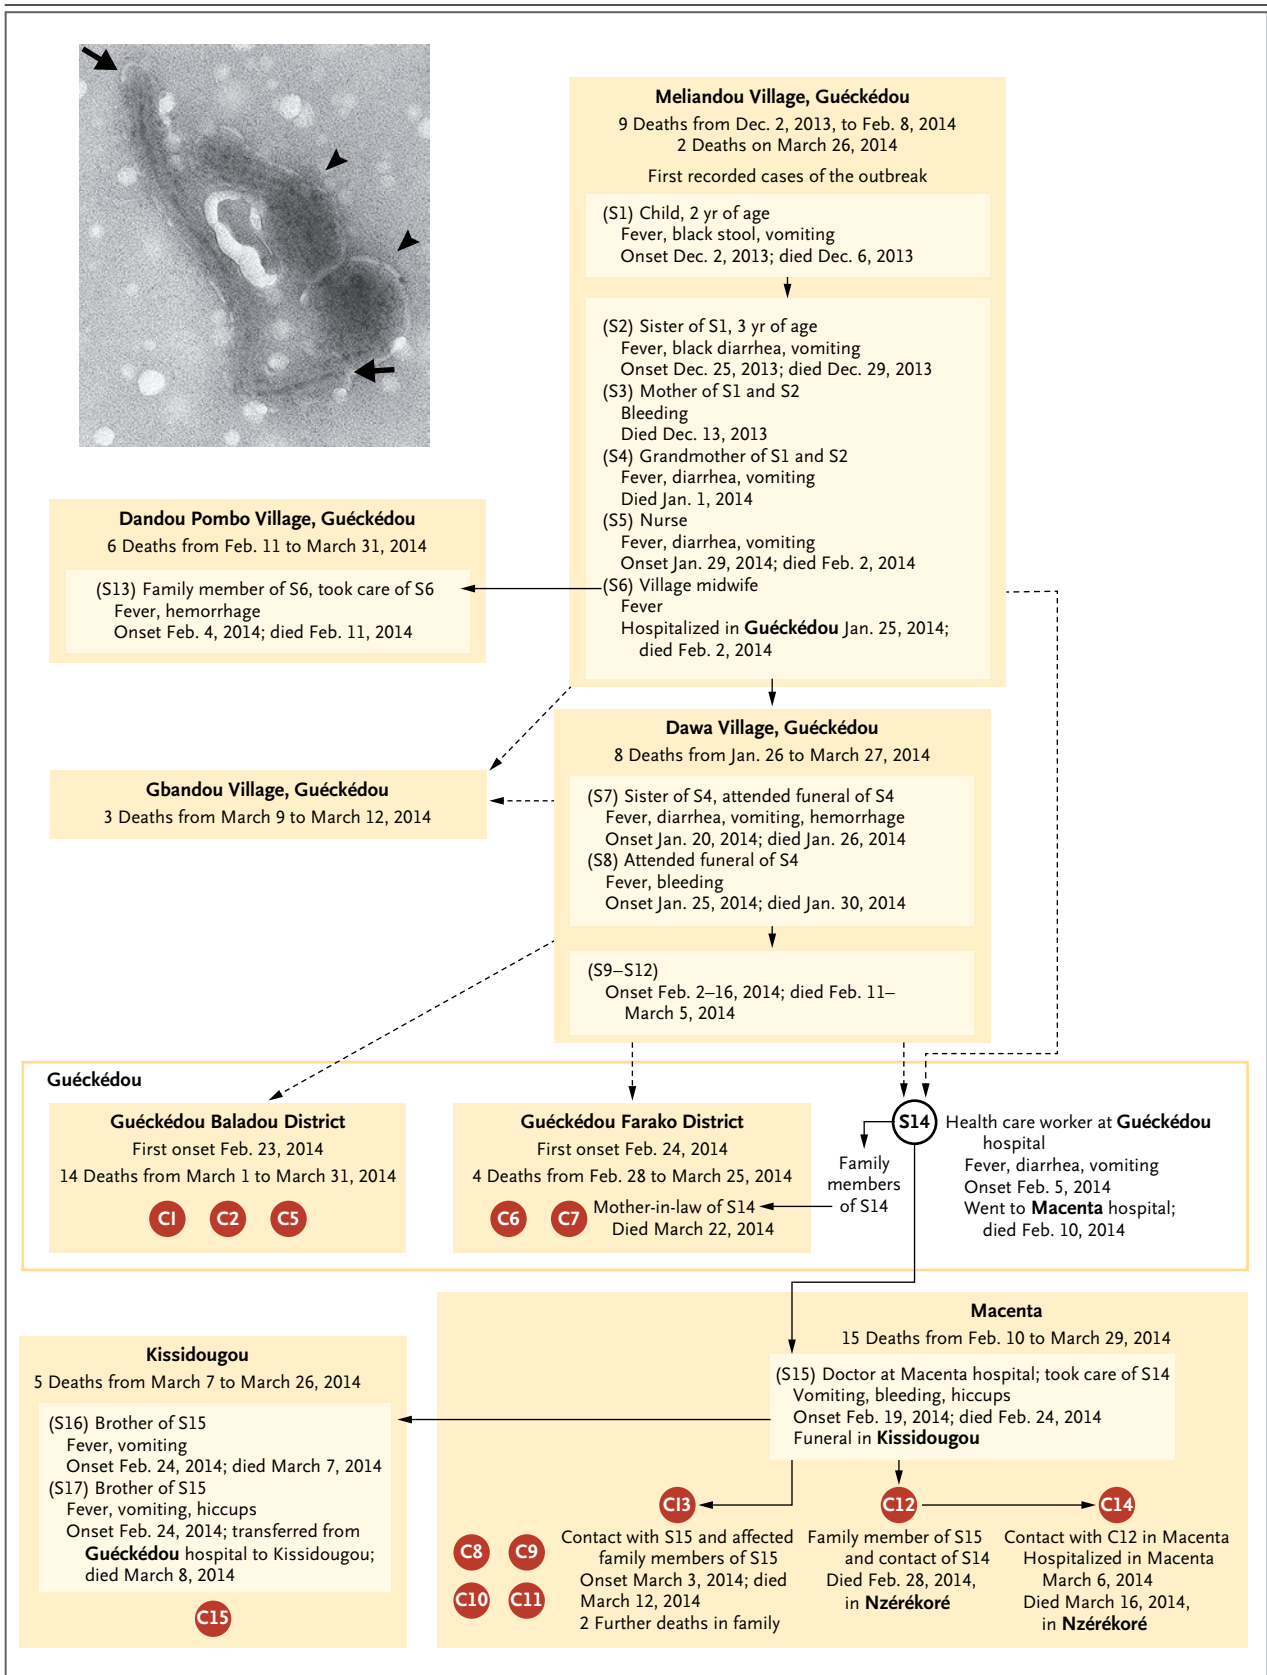 Meliandou Village, Guéckédou
9 Deaths from Dec. 2, 2013, to Feb. 8, 2014
2 Deaths on March 26, 2014
First recorded cases of the outbreak
(S1) Child, 2 yr of age
Fever, black stool, vomiting
Onset Dec. 2, 2013; died Dec. 6, 2013
(S2) Sister of S1, 3 yr of age
Fever, black diarrhea, vomiting
Onset Dec. 25, 2013; died Dec. 29, 2013
(S3) Mother of S1 and S2
Bleeding
Died Dec. 13, 2013
(S4) Grandmother of S1 and S2
Fever, diarrhea, vomiting
Died Jan. 1, 2014
(S5) Nurse
Fever, diarrhea, vomiting
Onset Jan. 29, 2014; died Feb. 2, 2014
(S6) Village midwife
Fever
Hospitalized in Guéckédou Jan. 25, 2014;
died Feb. 2, 2014
Dandou Pombo Village, Guéckédou
6 Deaths from Feb. 11 to March 31, 2014
(S13) Family member of S6, took care of S6
Fever, hemorrhage
Onset Feb. 4, 2014; died Feb. 11, 2014
Dawa Village, Guéckédou
8 Deaths from Jan. 26 to March 27, 2014
(S7) Sister of S4, attended funeral of S4
Fever, diarrhea, vomiting, hemorrhage
Onset Jan. 20, 2014; died Jan. 26, 2014
(S8) Attended funeral of S4
Fever, bleeding
Onset Jan. 25, 2014; died Jan. 30, 2014
(S9–S12)
Onset Feb. 2–16, 2014; died Feb. 11–
March 5, 2014
Gbandou Village, Guéckédou
3 Deaths from March 9 to March 12, 2014
Guéckédou
Guéckédou Baladou District
First onset Feb. 23, 2014
14 Deaths from March 1 to March 31, 2014
C1 C2 C5
Guéckédou Farako District
First onset Feb. 24, 2014
4 Deaths from Feb. 28 to March 25, 2014
C6 C7
Mother-in-law of S14
Died March 22, 2014
Family
members
of S14
S14
Health care worker at Guéckédou
hospital
Fever, diarrhea, vomiting
Onset Feb. 5, 2014
Went to Macenta hospital;
died Feb. 10, 2014
Macenta
15 Deaths from Feb. 10 to March 29, 2014
(S15) Doctor at Macenta hospital; took care of S14
Vomiting, bleeding, hiccups
Onset Feb. 19, 2014; died Feb. 24, 2014
Funeral in Kissidougou
Kissidougou
5 Deaths from March 7 to March 26, 2014
(S16) Brother of S15
Fever, vomiting
Onset Feb. 24, 2014; died March 7, 2014
(S17) Brother of S15
Fever, vomiting, hiccups
Onset Feb. 24, 2014; transferred from
Guéckédou hospital to Kissidougou;
died March 8, 2014
C15
C8 C9
C10 C11
C13
Contact with S15 and affected
family members of S15
Onset March 3, 2014; died
March 12, 2014
2 Further deaths in family
C12
Family member of S15
and contact of S14
Died Feb. 28, 2014,
in Nzérékoré
C14
Contact with C12 in Macenta
Hospitalized in Macenta
March 6, 2014
Died March 16, 2014,
in Nzérékoré